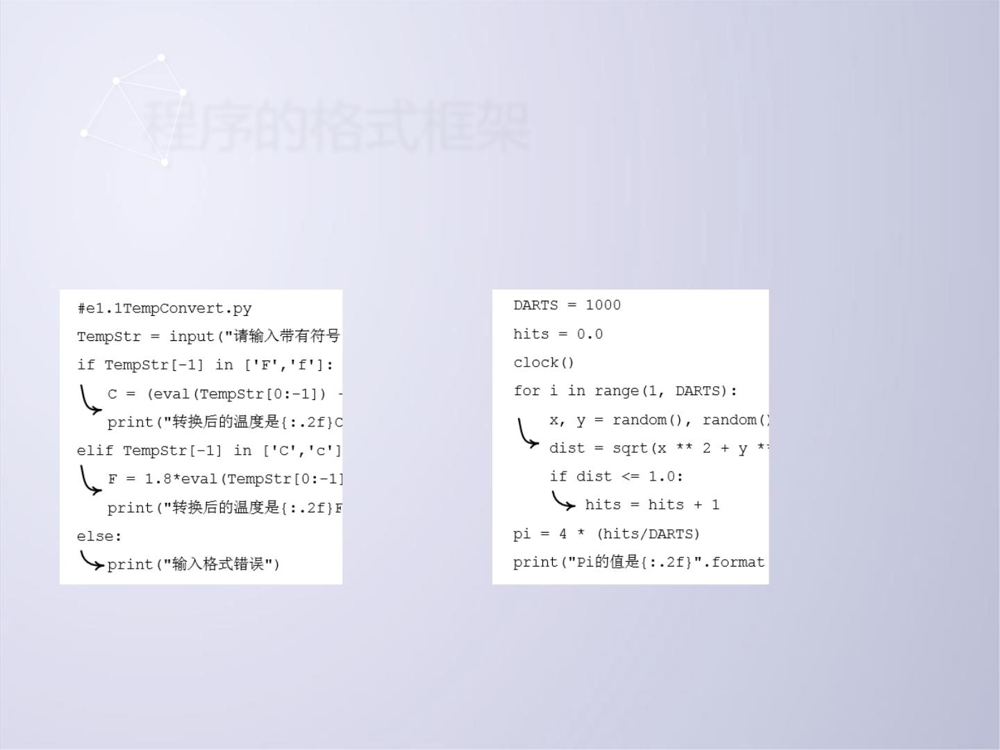 程序的格式框架
#e1.1TempConvert.py
TempStr = input("请输入带有符号
if TempStr[-1] in ['F','f']:
C = (eval(TempStr[0:-1]) -
print("转换后的温度是{:.2f}C
elif TempStr[-1] in ['C','c']
F = 1.8*eval(TempStr[0:-1]
print("转换后的温度是{:.2f}F
else:
print("输入格式错误")
DARTS = 1000
hits = 0.0
clock()
for i in range(1, DARTS):
x, y = random(), random()
dist = sqrt(x ** 2 + y **
if dist <= 1.0:
hits = hits + 1
pi = 4 * (hits/DARTS)
print("Pi的值是{:.2f}".format